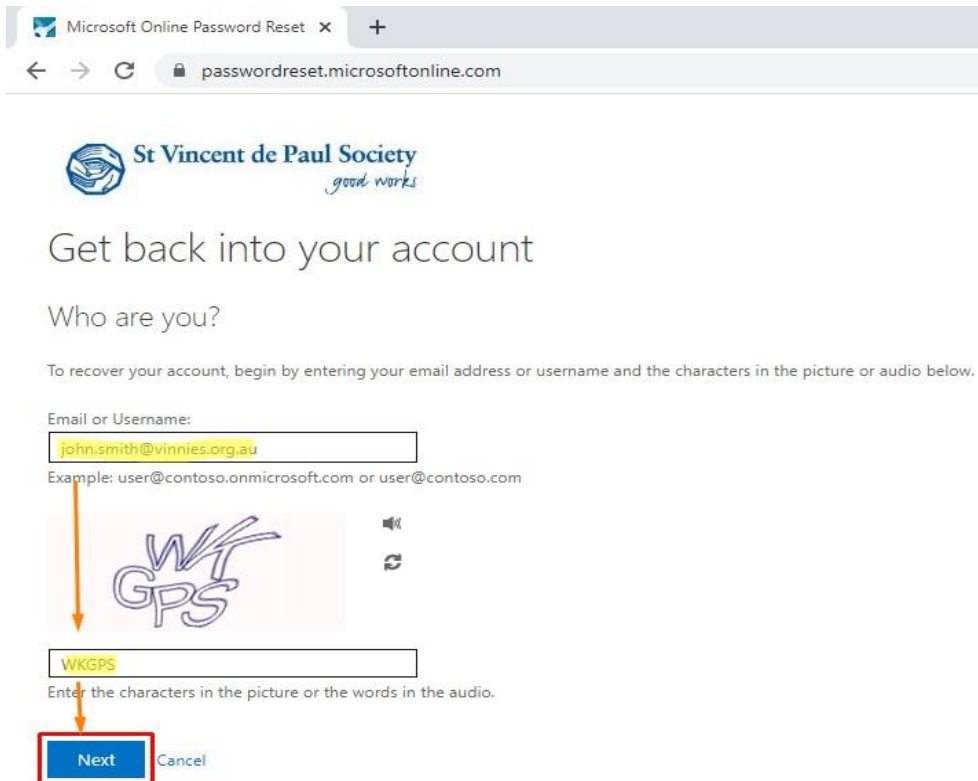 Microsoft Online Password Reset
passwordreset.microsoftonline.com
St Vincent de Paul Society
good works
Get back into your account
Who are you?
To recover your account, begin by entering your email address or username and the characters in the picture or audio below.
Email or Username:
john.smith@vinnies.org.au
Example: user@contoso.onmicrosoft.com or user@contoso.com
WK
GPS
WKGPS
Enter the characters in the picture or the words in the audio.
Next Cancel